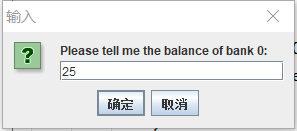 输入
Please tell me the balance of bank 0:
25
确定 取消